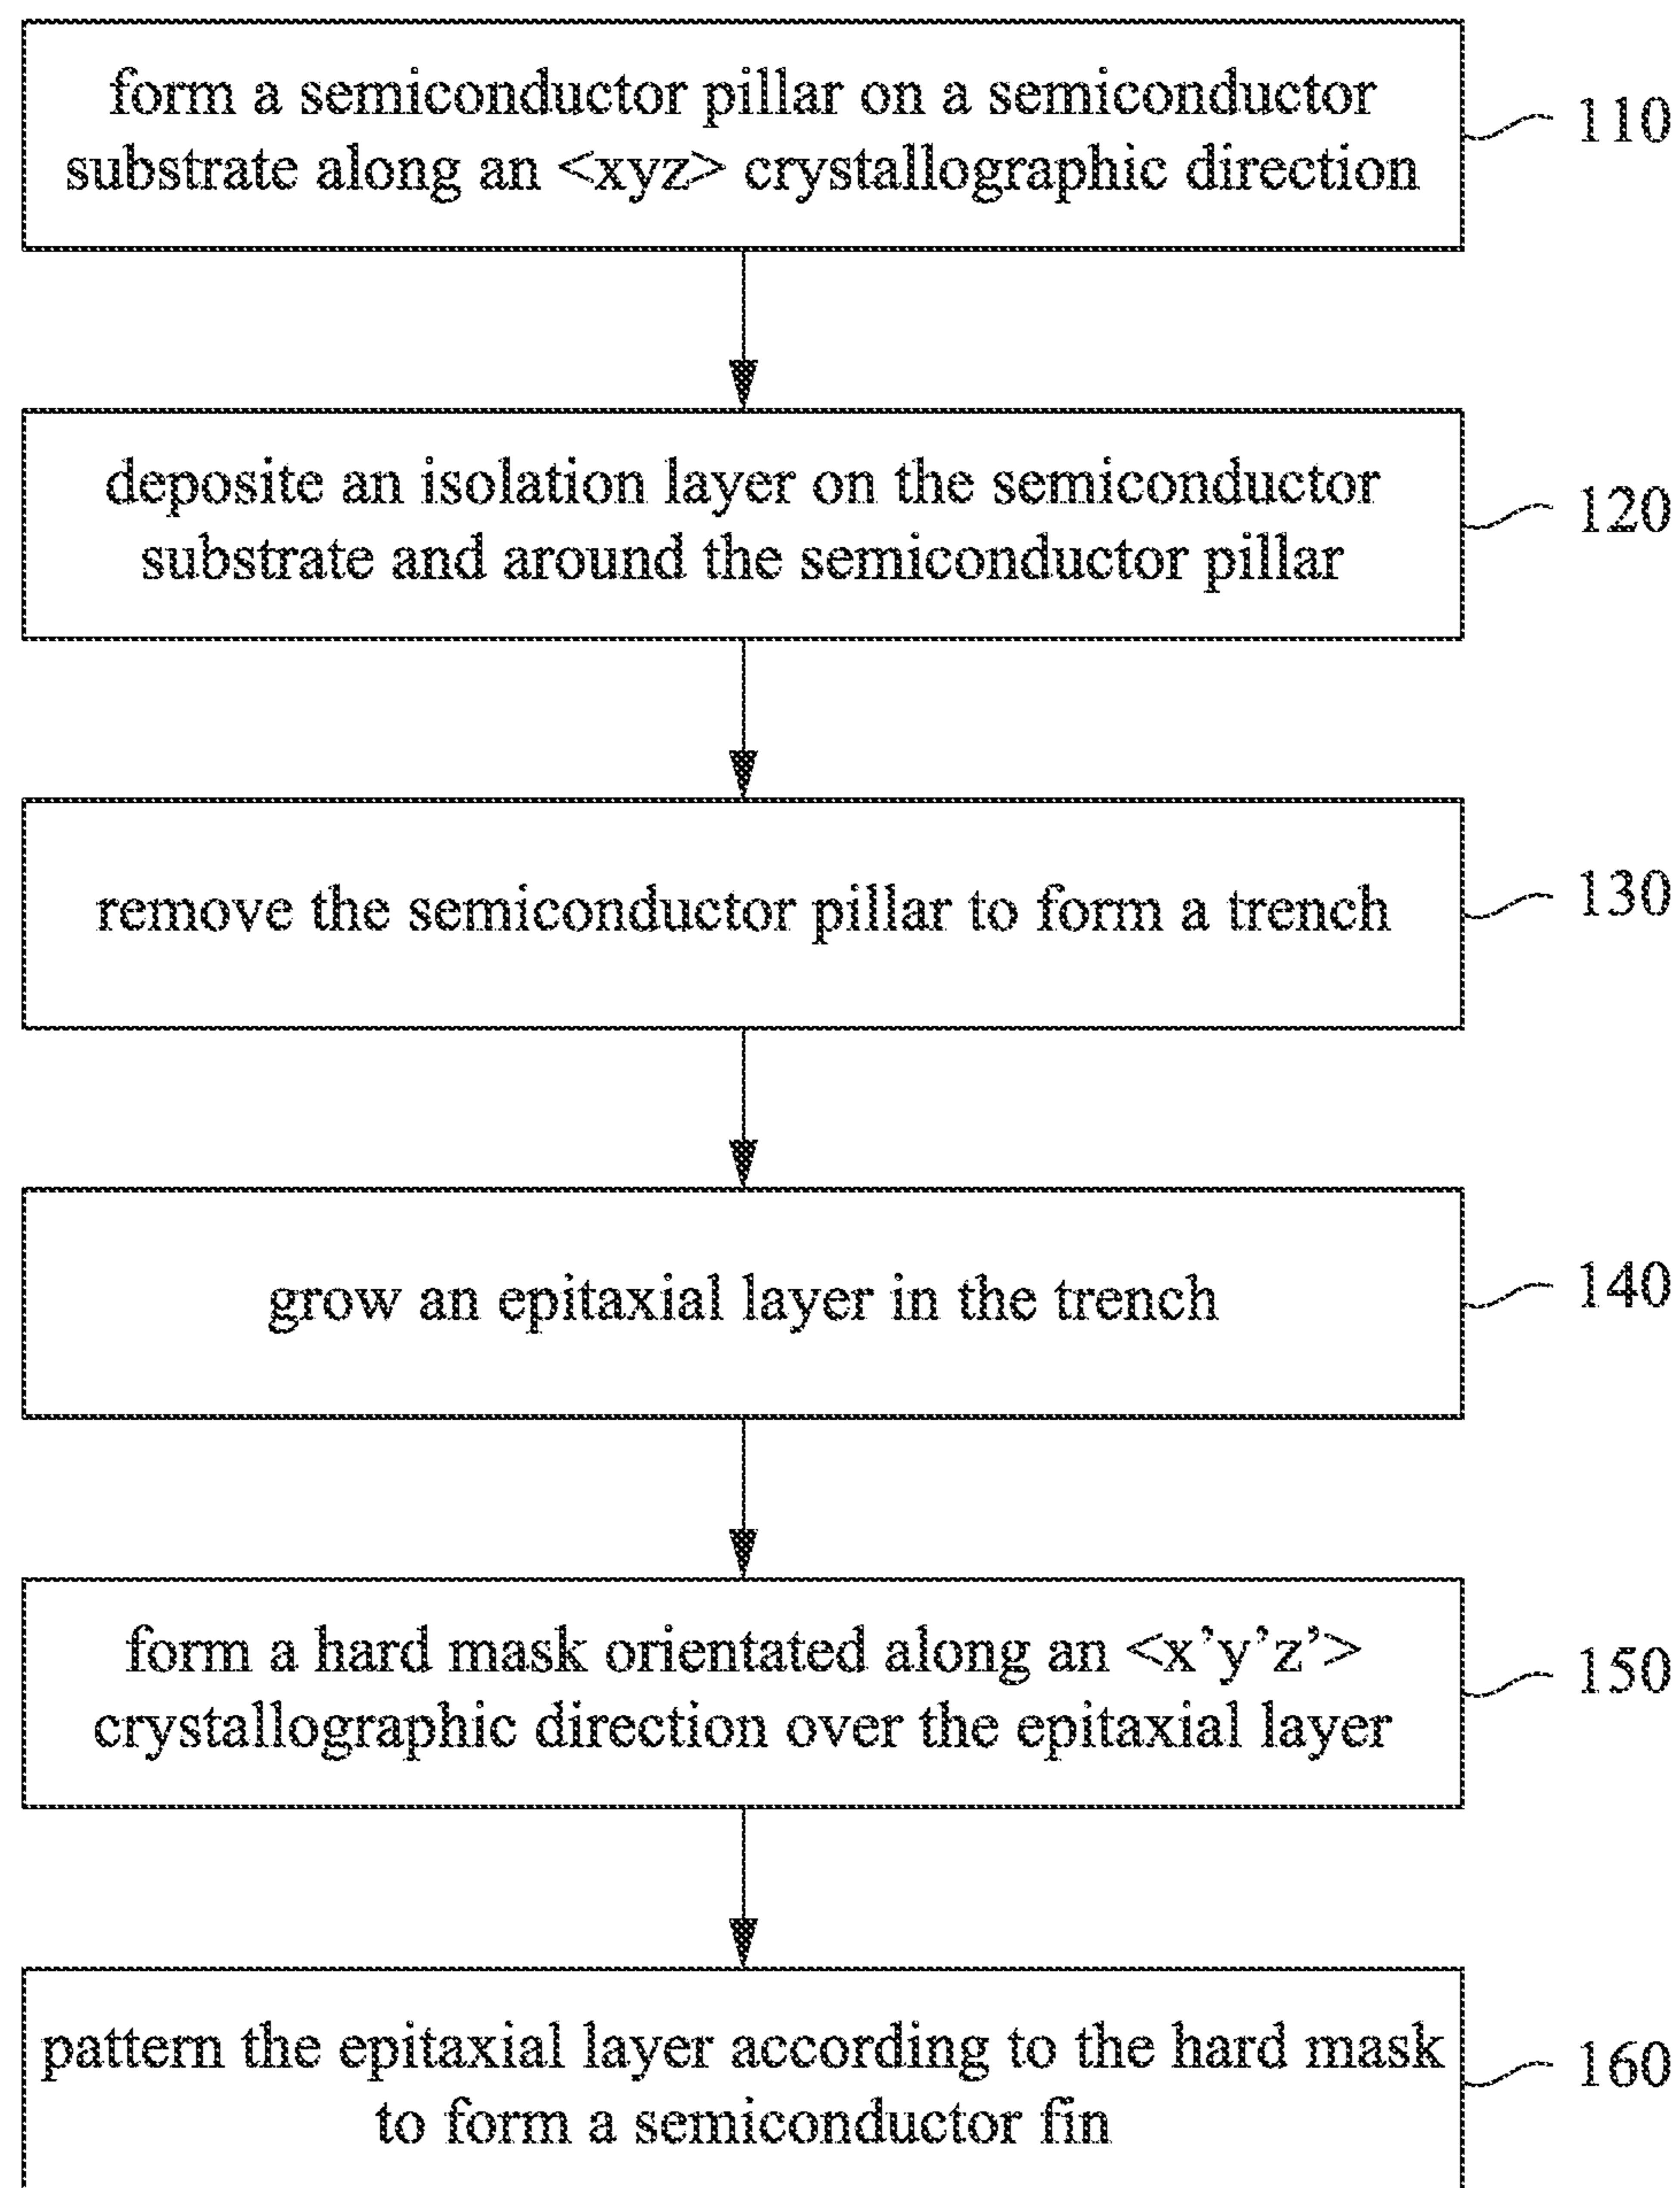 form a semiconductor pillar on a semiconductor
substrate along an <xyz> crystallographic direction
110
deposite an isolation layer on the semiconductor
substrate and around the semiconductor pillar
120
remove the semiconductor pillar to form a trench
130
grow an epitaxial layer in the trench
140
form a hard mask orientated along an <x’y’z’>
crystallographic direction over the epitaxial layer
150
pattern the epitaxial layer according to the hard mask
to form a semiconductor fin
160